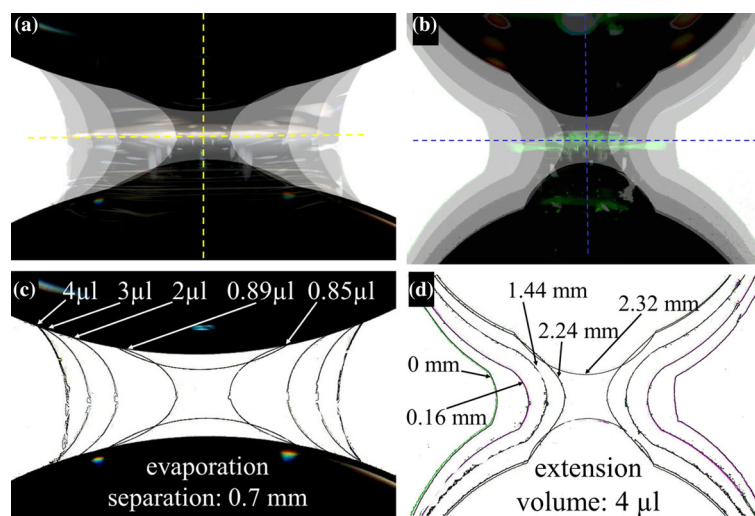 (a)
(b)
(c)
4µl
3µl
2µl
0.89µl
0.85µl
evaporation
separation: 0.7 mm
(d)
1.44 mm
2.32 mm
2.24 mm
0 mm
0.16 mm
extension
volume: 4 µl